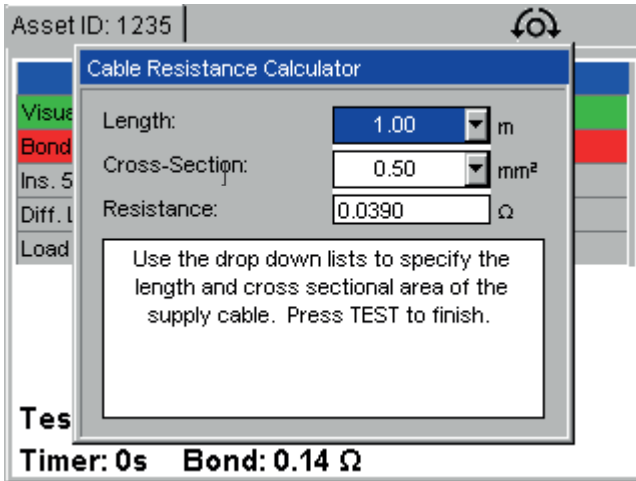 Asset ID: 1235
Cable Resistance Calculator
Length: 1.00 m
Cross-Section: 0.50 mm²
Resistance: 0.0390 Ω
Use the drop down lists to specify the
length and cross sectional area of the
supply cable. Press TEST to finish.
Visua
Bond
Ins. 5
Diff. L
Load
Tes
Timer: 0s Bond: 0.14 Ω